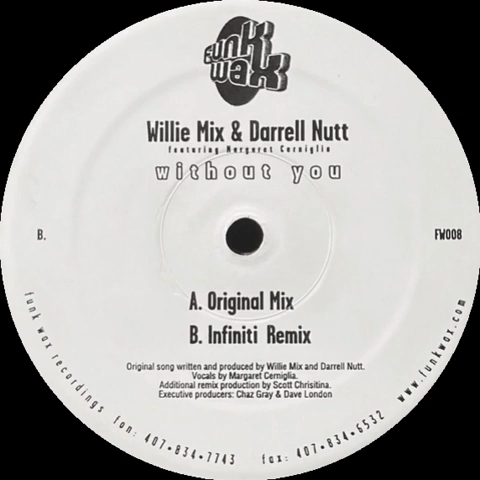 Funk
wax
Willie Mix & Darrell Nutt
featuring Margaret Cerniglia
without you
B.
FW008
A. Original Mix
B. Infiniti Remix
Original song written and produced by Willie Mix and Darrell Nutt.
Vocals by Margaret Cerniglia.
Additional remix production by Scott Chrisitina.
Executive producers: Chaz Gray & Dave London
funk wax recordings fon: 407•834•7743 fax: 407•834•6532 www.funkwax.com